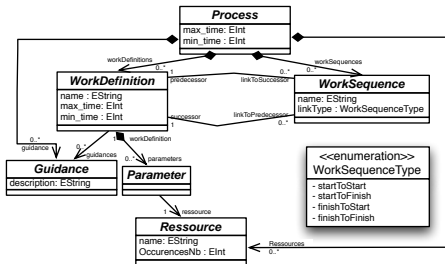 Process
max_time: EInt
min_time : EInt
workDefinitions
0..*
workSequences
0..*
WorkDefinition
name : EString
max_time: EInt
min_time : EInt
1
predecessor
0..*
linkToSuccessor
WorkSequence
name: EString
linkType : WorkSequenceType
successor
1
linkToPredecessor
0..*
0..*
guidance
0..*
guidances
1
workDefinition
0..*
parameters
Guidance
description: EString
Parameter
<<enumeration>>
WorkSequenceType
- startToStart
- startToFinish
- finishToStart
- finishToFinish
1
ressource
Ressource
name: EString
OccurencesNb : EInt
Ressources
0..*